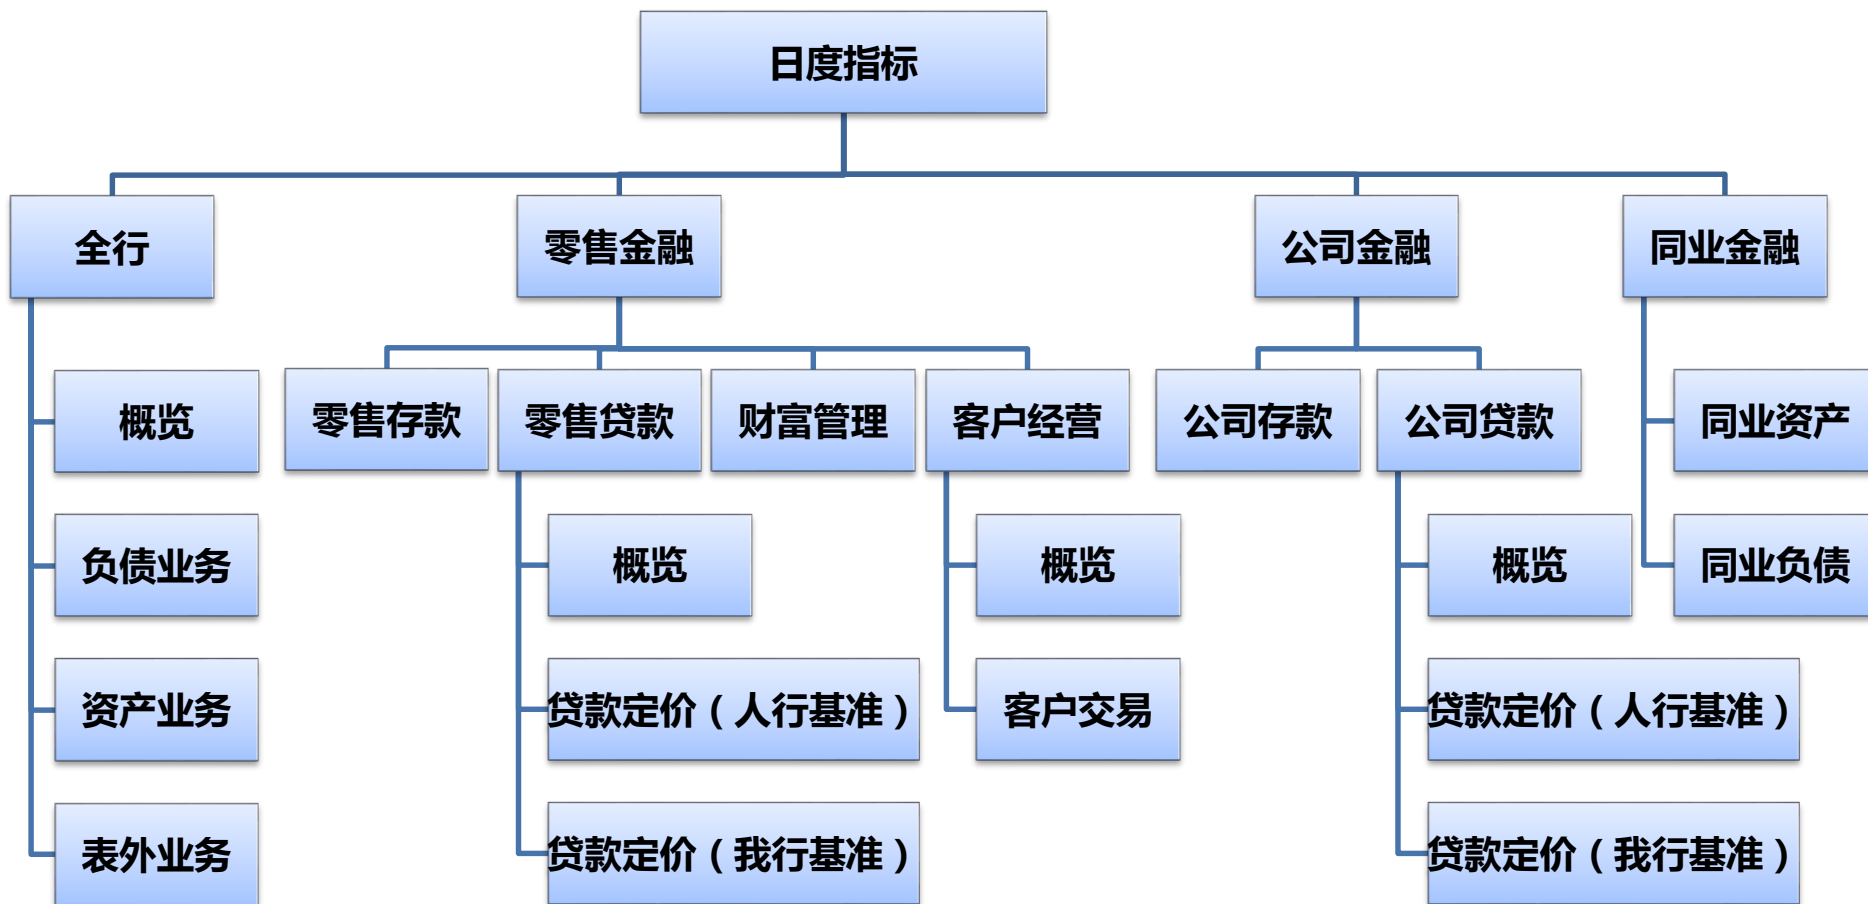 日度指标
全行
零售金融
公司金融
同业金融
概览
零售存款
零售贷款
财富管理
客户经营
公司存款
公司贷款
同业资产
负债业务
概览
概览
概览
同业负债
资产业务
贷款定价（人行基准）
客户交易
贷款定价（人行基准）
表外业务
贷款定价（我行基准）
贷款定价（我行基准）